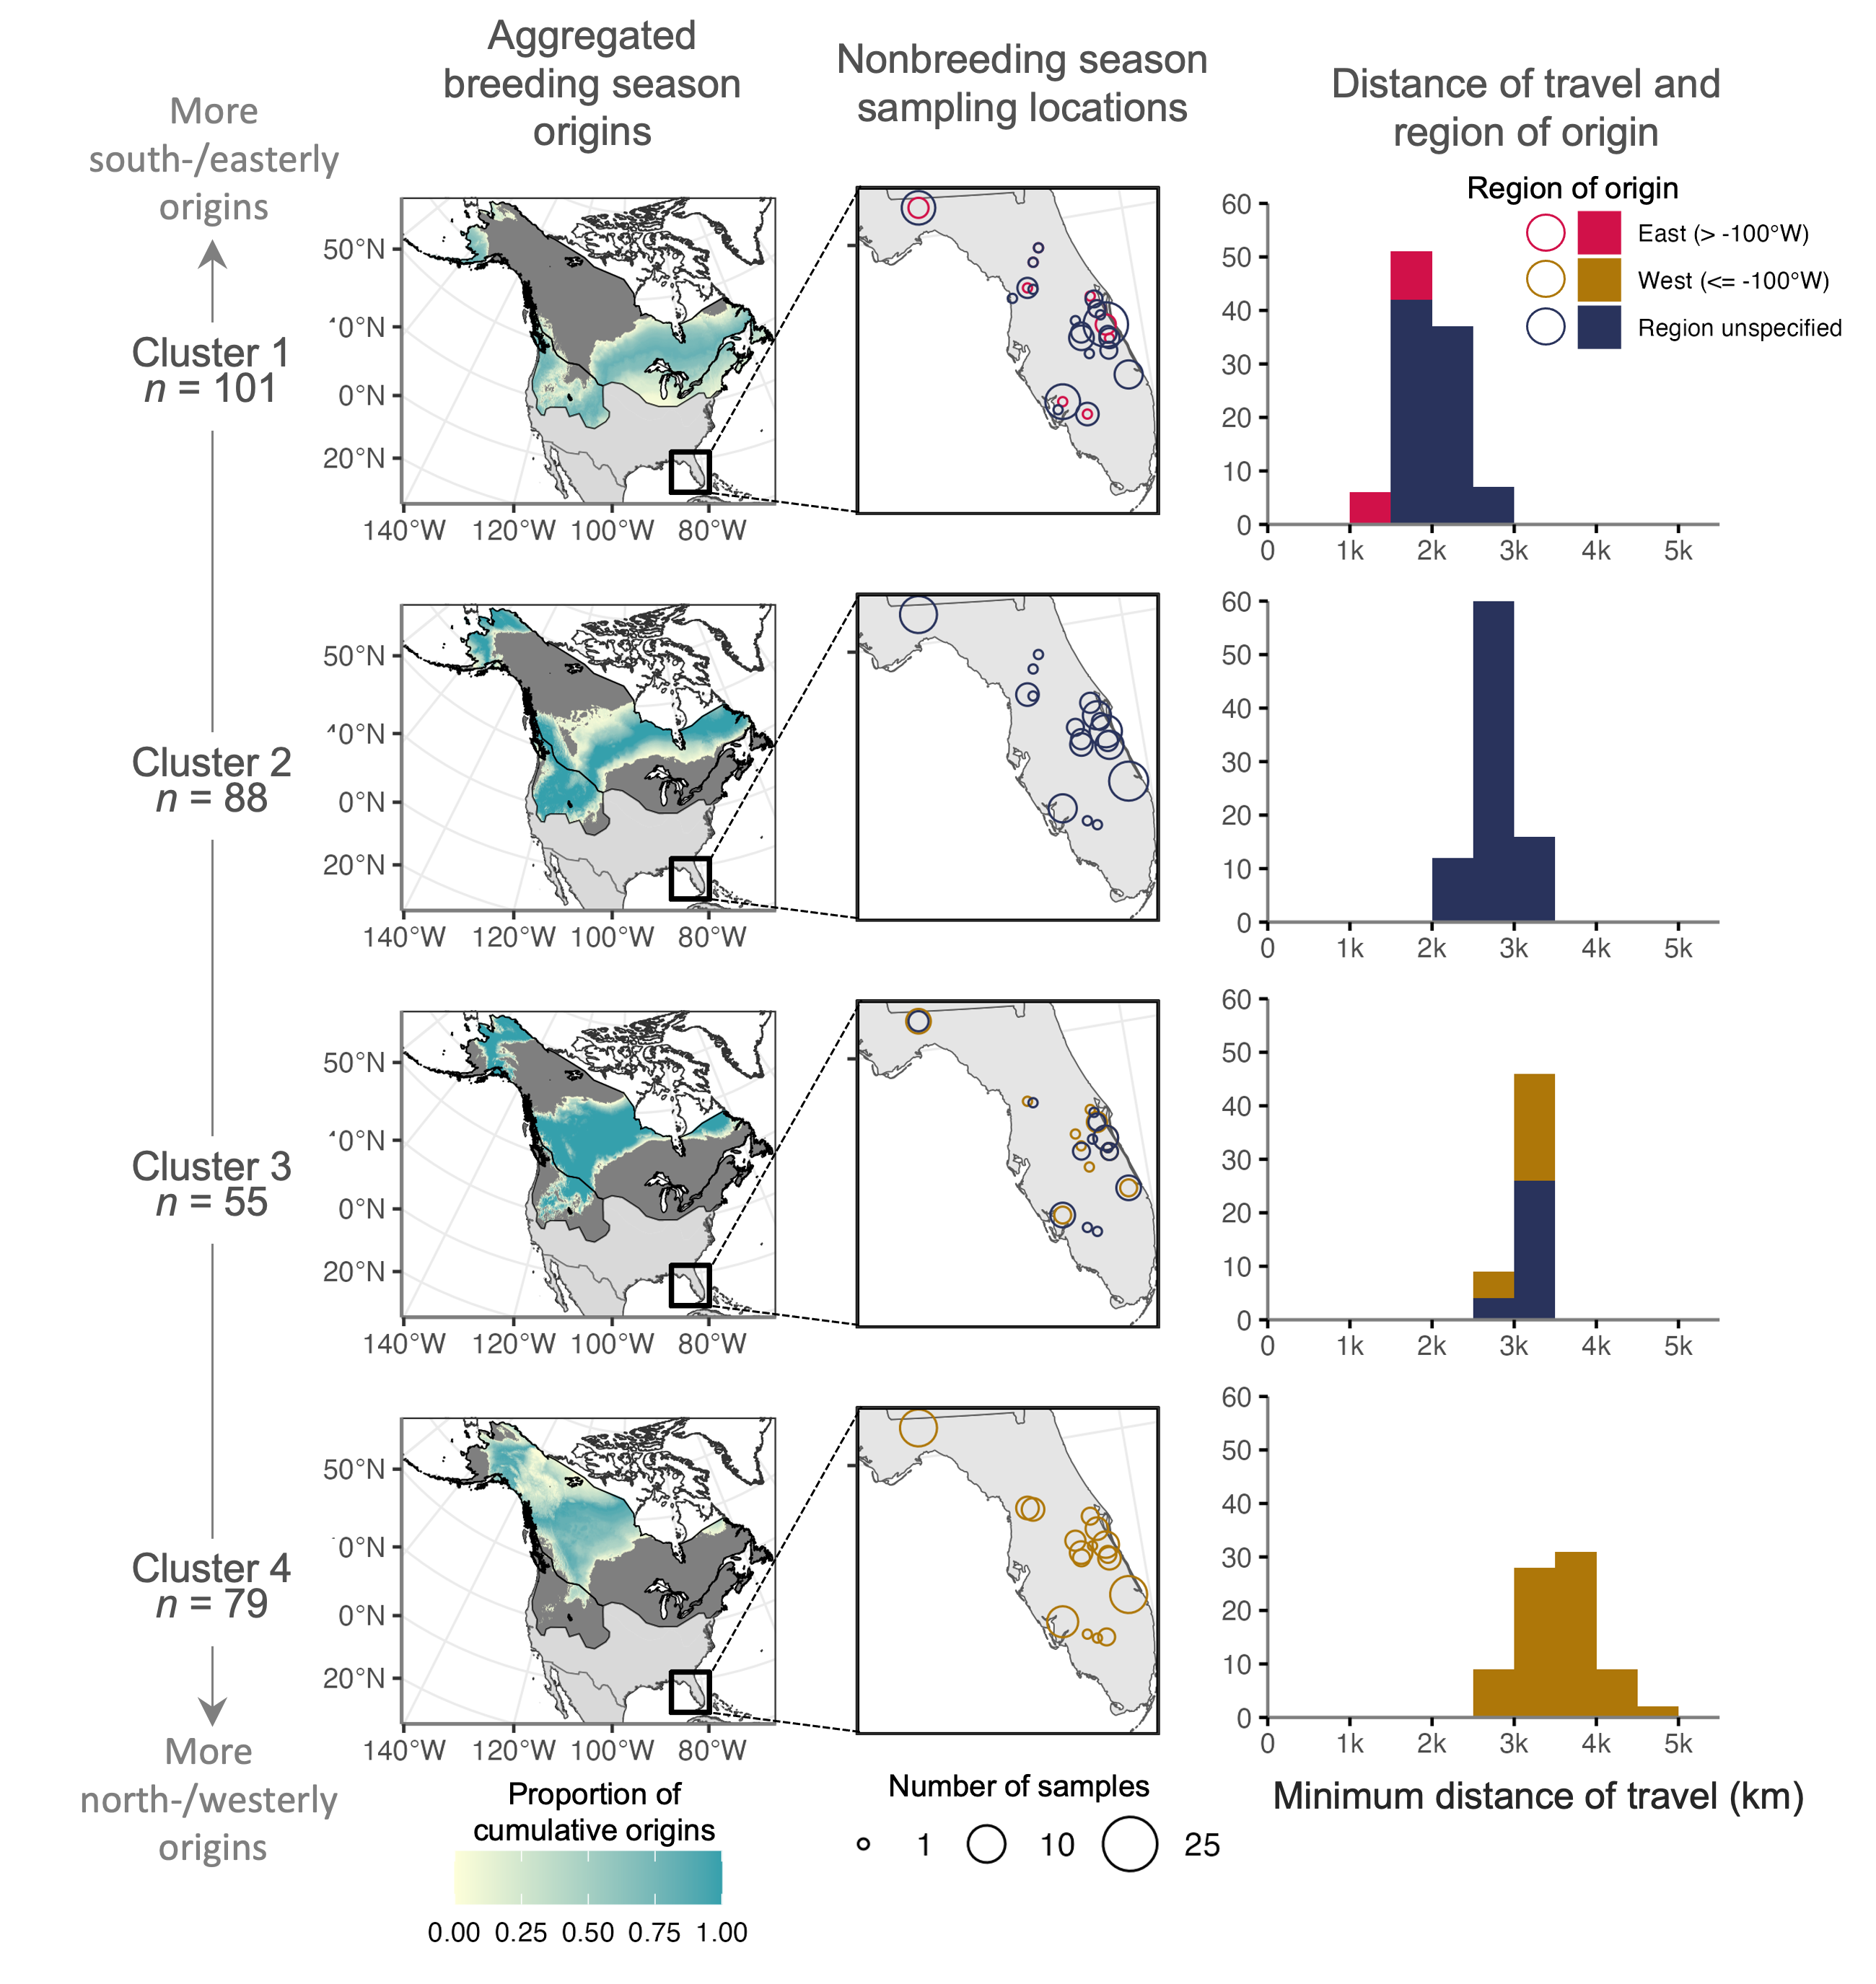 Aggregated
breeding season
origins
Nonbreeding season
sampling locations
Distance of travel and
region of origin
More
south-/easterly
origins
Region of origin
East (> -100°W)
West (<= -100°W)
Region unspecified
Cluster 1
n = 101
50°N
0°N
0°N
20°N
140°W 120°W 100°W 80°W
60
50
40
30
20
10
0
0 1k 2k 3k 4k 5k
Cluster 2
n = 88
50°N
0°N
0°N
20°N
140°W 120°W 100°W 80°W
60
50
40
30
20
10
0
0 1k 2k 3k 4k 5k
Cluster 3
n = 55
50°N
0°N
0°N
20°N
140°W 120°W 100°W 80°W
60
50
40
30
20
10
0
0 1k 2k 3k 4k 5k
Cluster 4
n = 79
50°N
0°N
0°N
20°N
140°W 120°W 100°W 80°W
60
50
40
30
20
10
0
0 1k 2k 3k 4k 5k
More
north-/westerly
origins
Proportion of
cumulative origins
0.00 0.25 0.50 0.75 1.00
Number of samples
1 10 25
Minimum distance of travel (km)